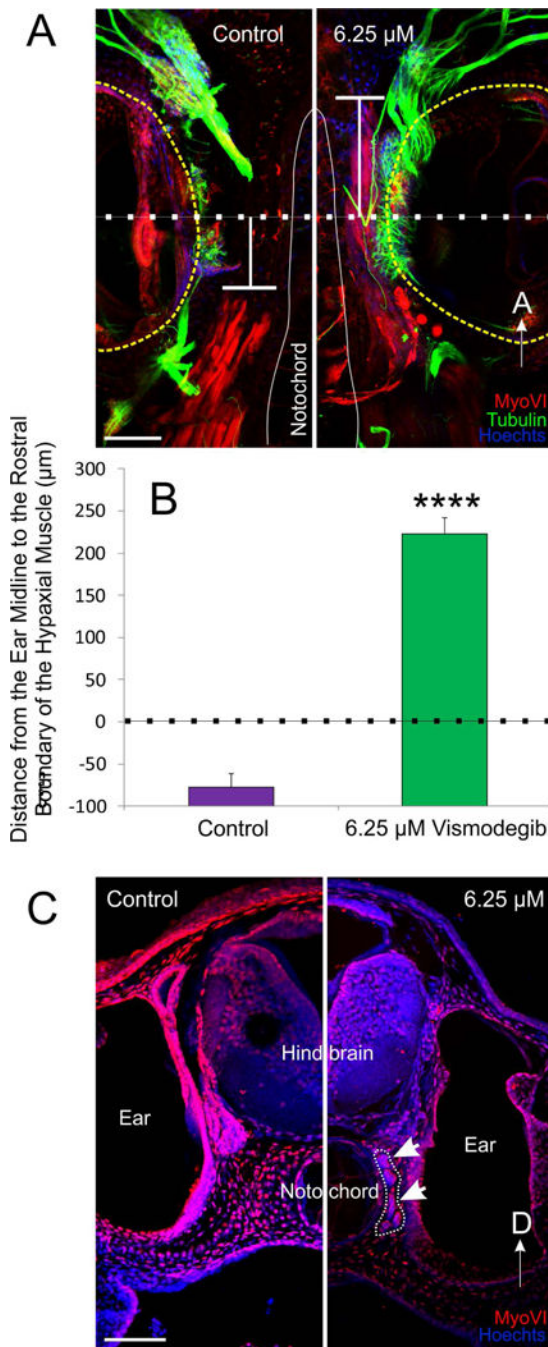 A
Control
6.25 µM
Notochord
A
MyoVI
Tubulin
Hoechts
Distance from the Ear Midline to the Rostral
Boundary of the Hypaxial Muscle (µm)
B
****
300
250
200
150
100
50
0
-50
-100
Control
6.25 µM Vismodegib
C
Control
6.25 µM
Hind brain
Ear
Ear
Notochord
D
MyoVI
Hoechts